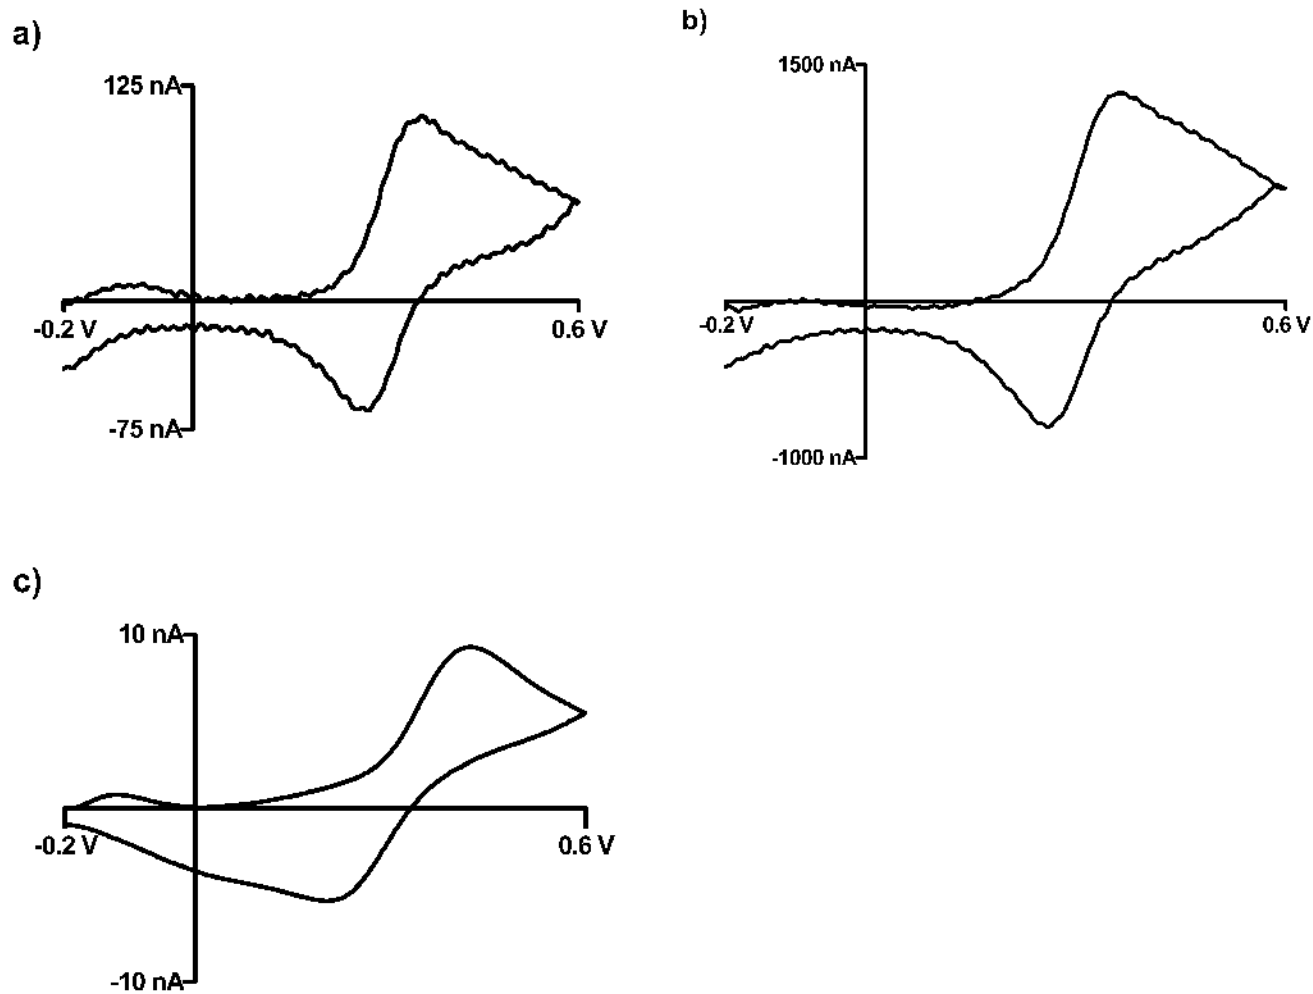 a)
125 nA
-0.2 V
0.6 V
-75 nA
b)
1500 nA
-0.2 V
0.6 V
-1000 nA
c)
10 nA
-0.2 V
0.6 V
-10 nA